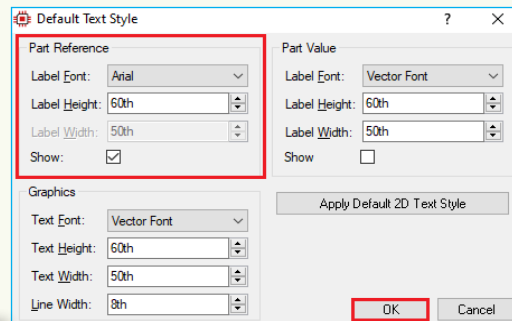 Default Text Style
?
Part Reference
Label Font: Arial
Label Height: 60th
Label Width: 50th
Show:
Part Value
Label Font: Vector Font
Label Height: 60th
Label Width: 50th
Show
Graphics
Text Font: Vector Font
Text Height: 60th
Text Width: 50th
Line Width: 8th
Apply Default 2D Text Style
OK
Cancel